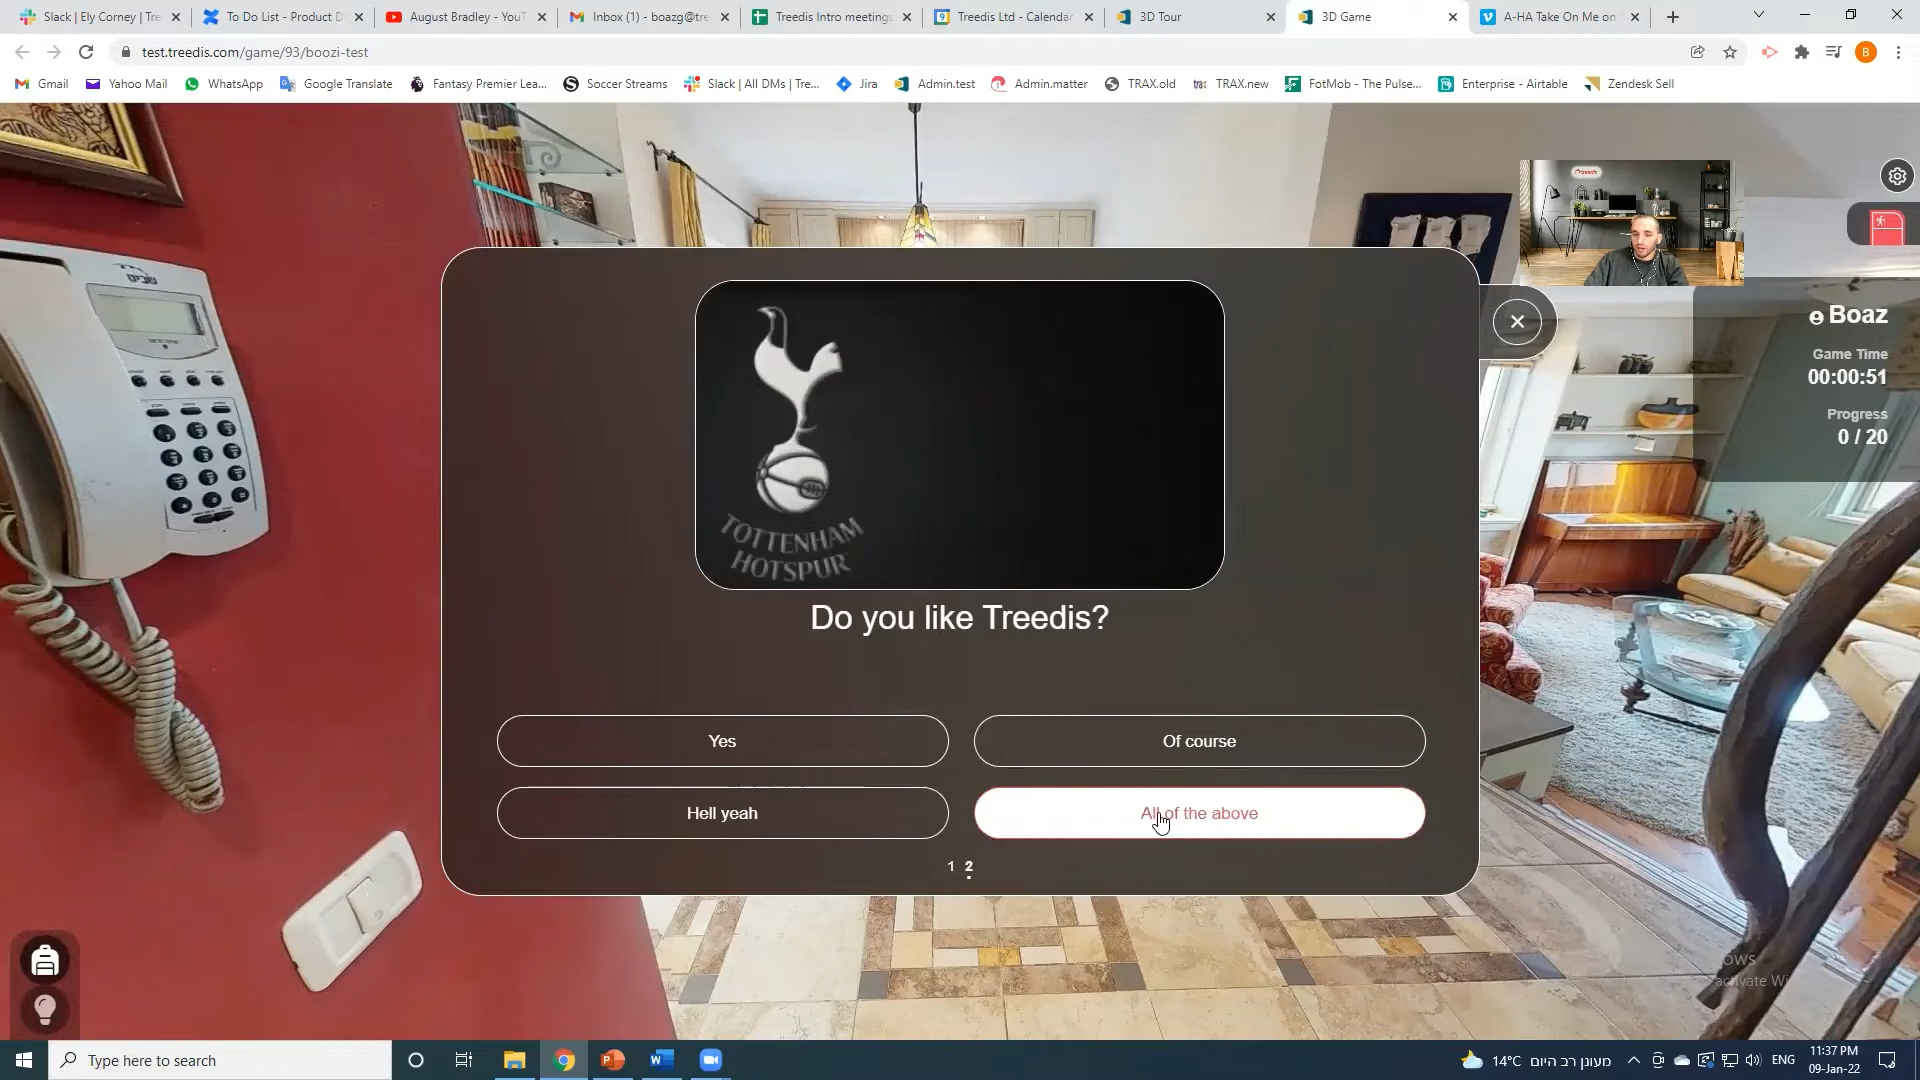 Slack | Ely Corney | Tre
To Do List - Product D
August Bradley - YouT
Inbox (1) - boazg@tre
Treedis Intro meetings
Treedis Ltd - Calendar
3D Tour
3D Game
A-HA Take On Me on
test.treedis.com/game/93/boozi-test
B
Gmail
Yahoo Mail
WhatsApp
Google Translate
Fantasy Premier Lea...
Soccer Streams
Slack | All DMs | Tre...
Jira
Admin.test
Admin.matter
TRAX.old
TRAX.new
FotMob - The Pulse...
Enterprise - Airtable
Zendesk Sell
Boaz
Game Time
00:00:51
Progress
0 / 20
TOTTENHAM
HOTSPUR
Do you like Treedis?
Yes
Of course
Hell yeah
All of the above
1 2
Type here to search
14°C מעונן רב היום
ENG
11:37 PM
09-Jan-22